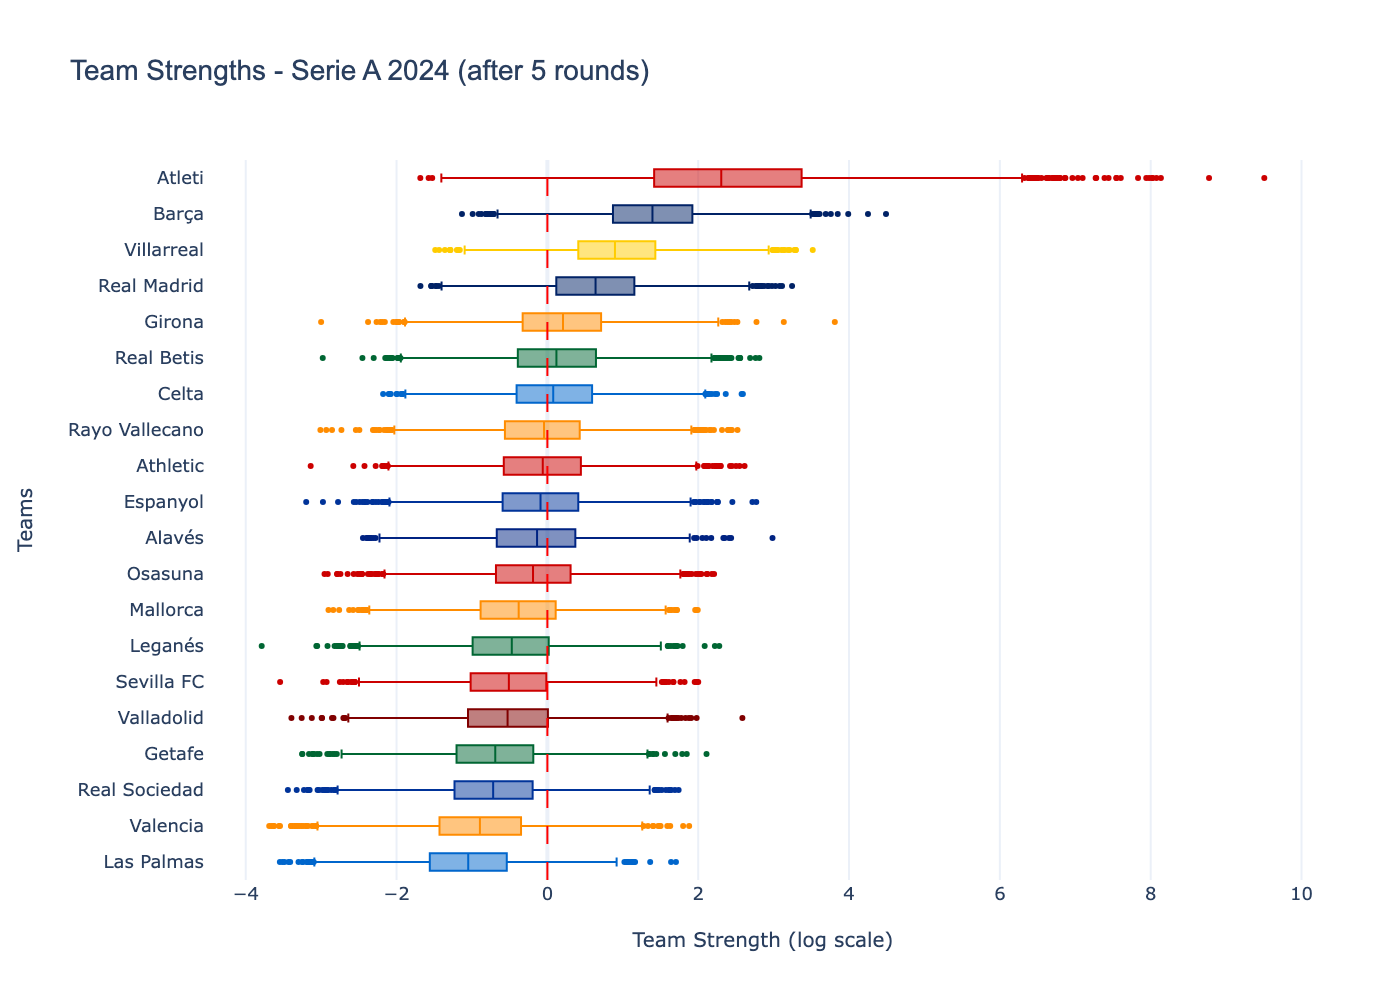 Team Strengths - Serie A 2024 (after 5 rounds)
Teams
Atleti
Barça
Villarreal
Real Madrid
Girona
Real Betis
Celta
Rayo Vallecano
Athletic
Espanyol
Alavés
Osasuna
Mallorca
Leganés
Sevilla FC
Valladolid
Getafe
Real Sociedad
Valencia
Las Palmas
−4 −2 0 2 4 6 8 10
Team Strength (log scale)